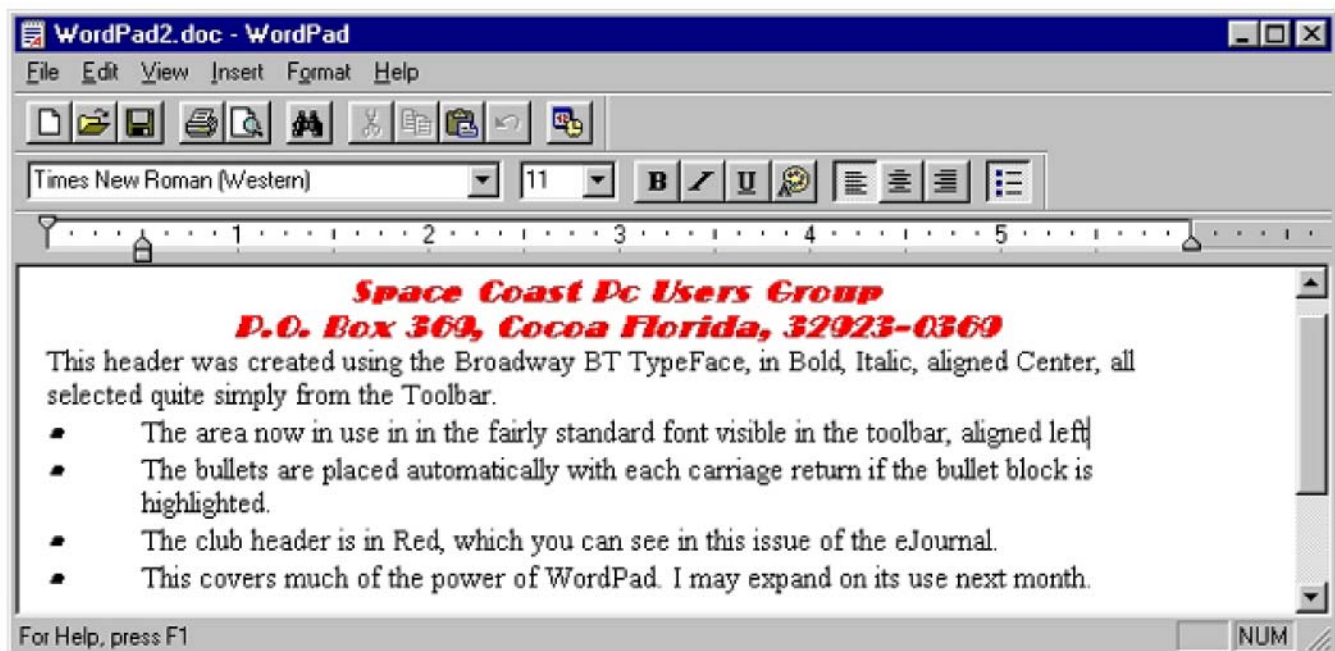 WordPad2.doc - WordPad
File Edit View Insert Format Help
Times New Roman (Western) 11 B I U
1 2 3 4 5
Space Coast Pc Users Group
P.O. Box 369, Cocoa Florida, 32923-0369
This header was created using the Broadway BT TypeFace, in Bold, Italic, aligned Center, all
selected quite simply from the Toolbar.
The area now in use in in the fairly standard font visible in the toolbar, aligned left
The bullets are placed automatically with each carriage return if the bullet block is
highlighted.
The club header is in Red, which you can see in this issue of the eJournal.
This covers much of the power of WordPad. I may expand on its use next month.
For Help, press F1 NUM